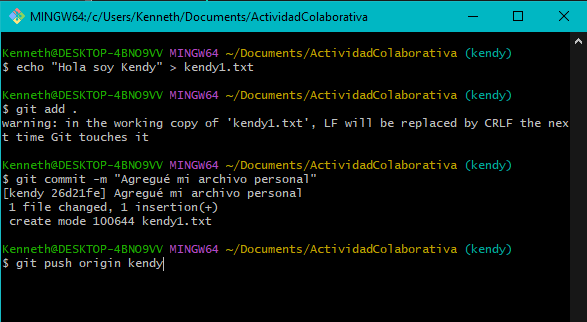 MINGW64:/c/Users/Kenneth/Documents/ActividadColaborativa
Kenneth@DESKTOP-4BNO9VV MINGW64 ~/Documents/ActividadColaborativa (kendy)
$ echo "Hola soy Kendy" > kendy1.txt
Kenneth@DESKTOP-4BNO9VV MINGW64 ~/Documents/ActividadColaborativa (kendy)
$ git add .
warning: in the working copy of 'kendy1.txt', LF will be replaced by CRLF the nex
t time Git touches it
Kenneth@DESKTOP-4BNO9VV MINGW64 ~/Documents/ActividadColaborativa (kendy)
$ git commit -m "Agregué mi archivo personal"
[kendy 26d21fe] Agregué mi archivo personal
 1 file changed, 1 insertion(+)
 create mode 100644 kendy1.txt
Kenneth@DESKTOP-4BNO9VV MINGW64 ~/Documents/ActividadColaborativa (kendy)
$ git push origin kendy